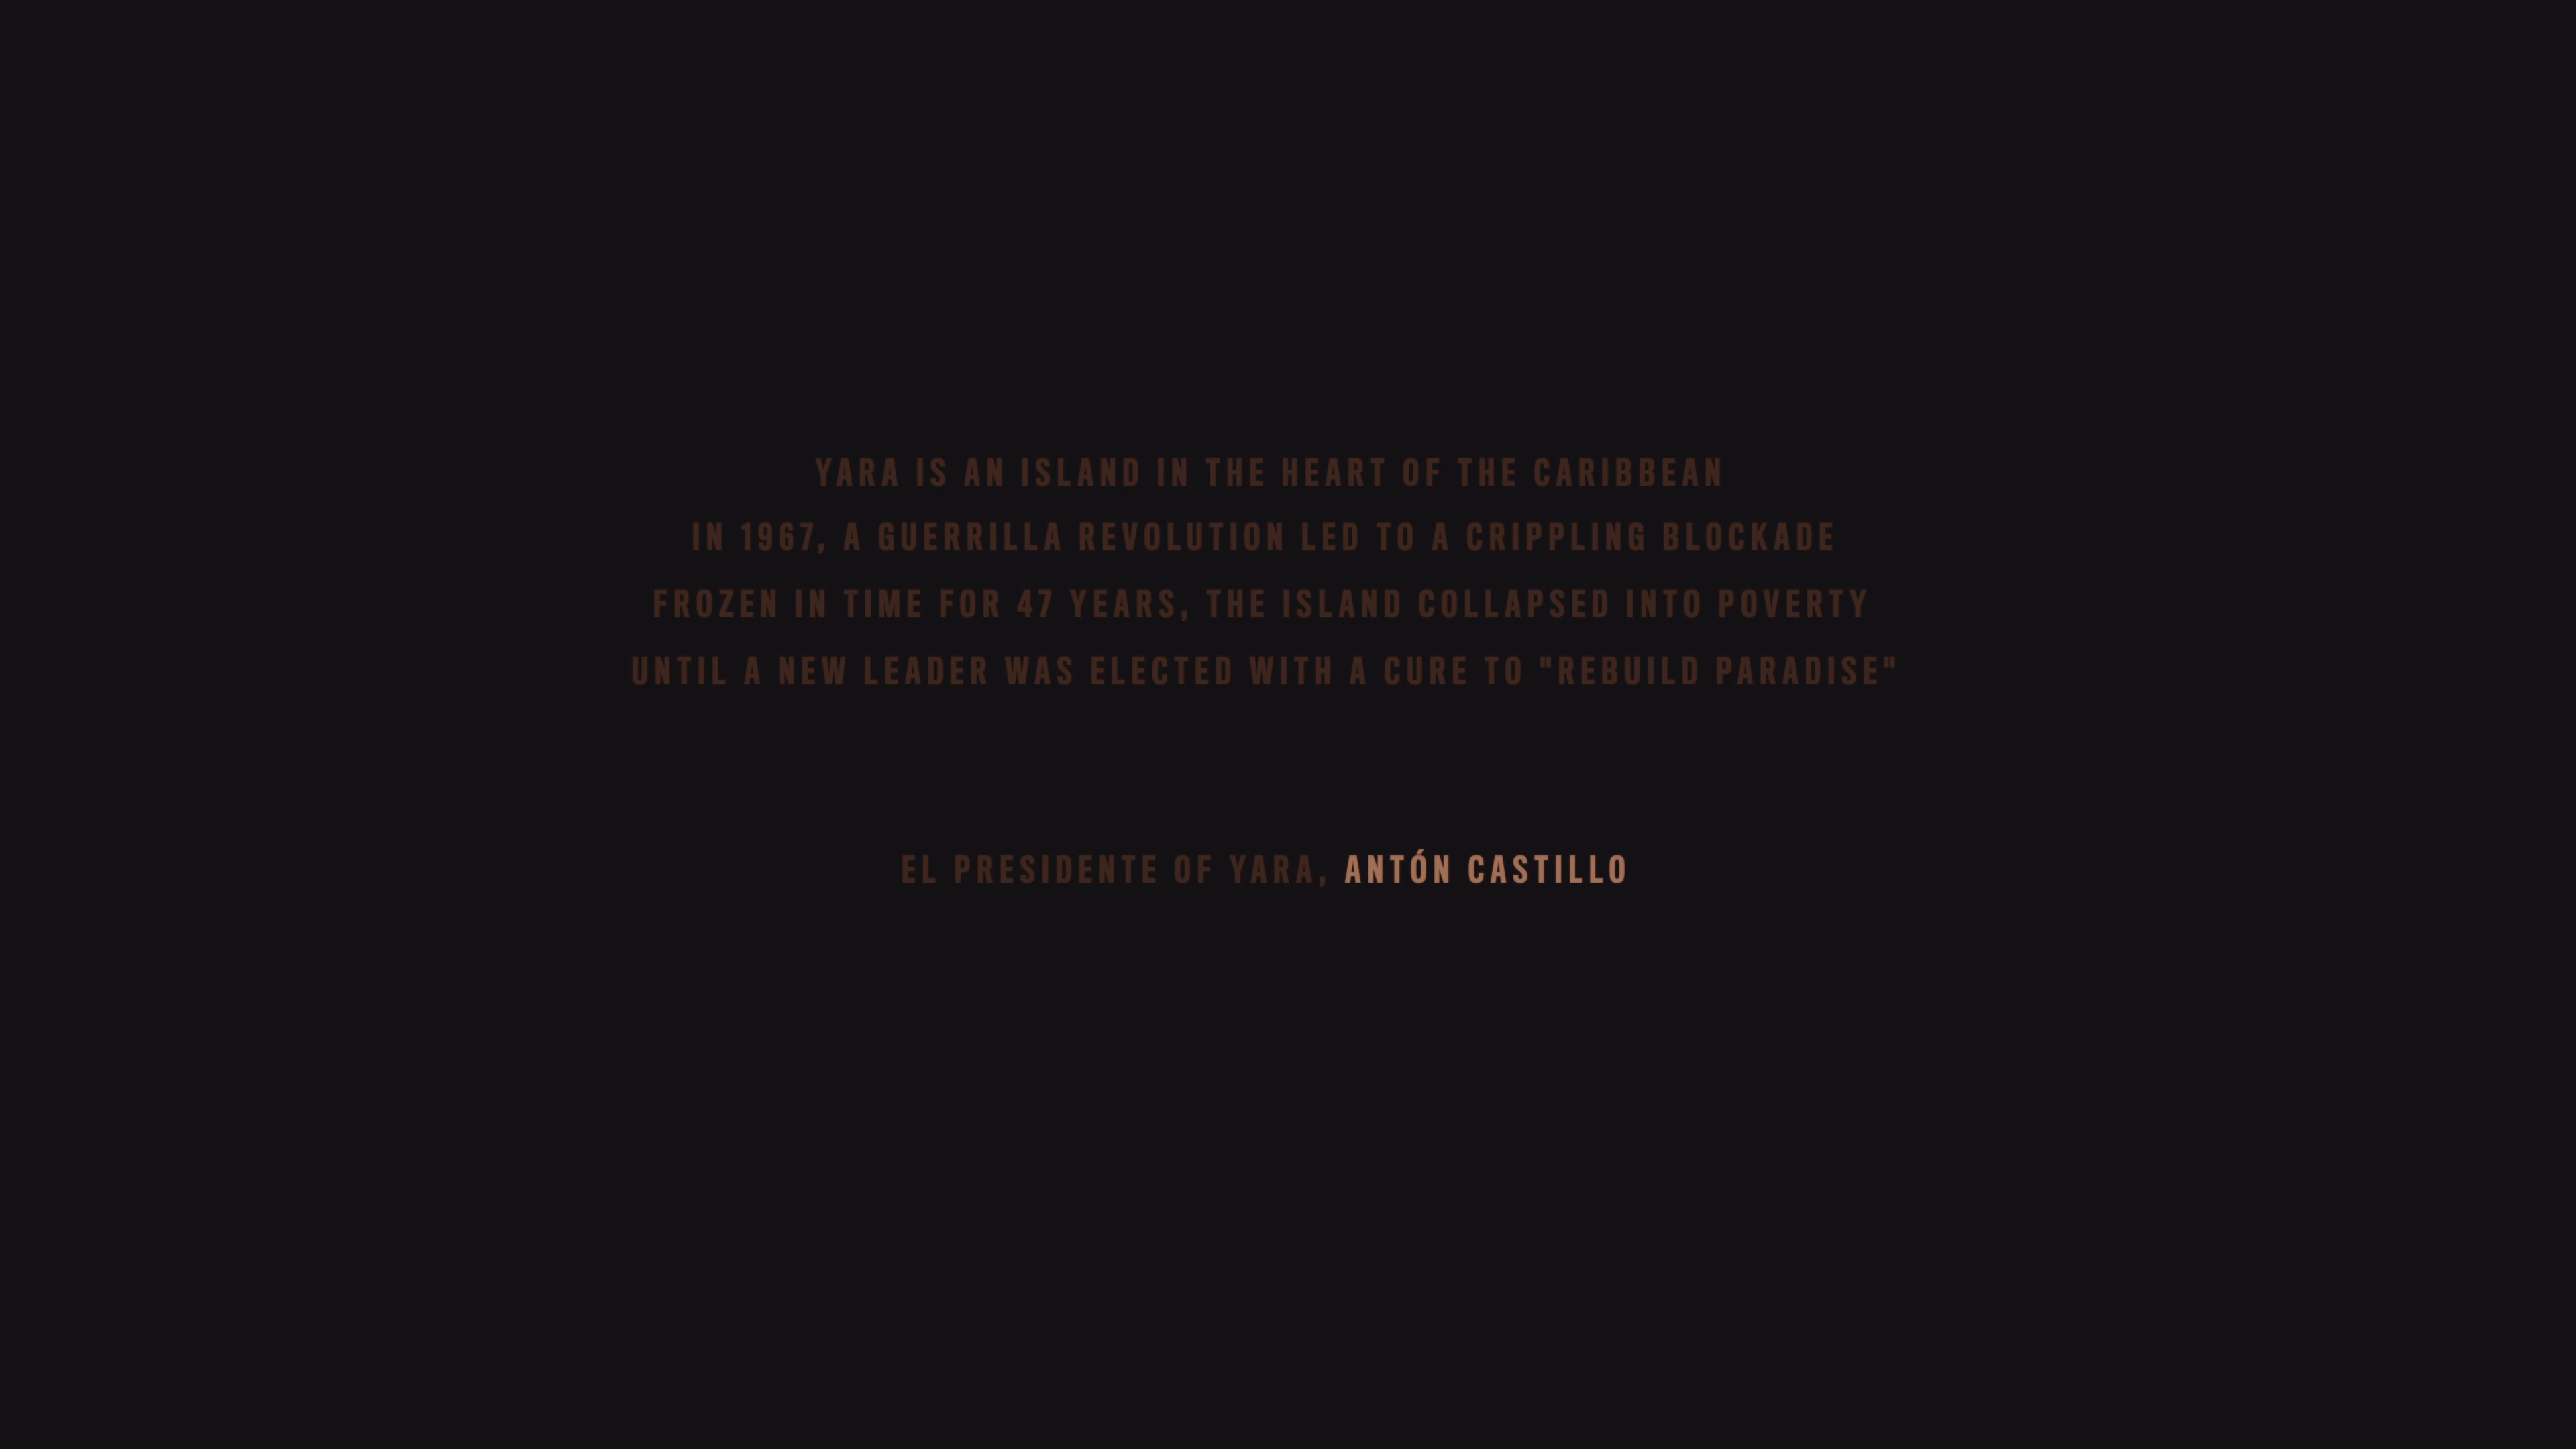 YARA IS AN ISLAND IN THE HEART OF THE CARIBBEAN
IN 1967, A GUERRILLA REVOLUTION LED TO A CRIPPLING BLOCKADE
FROZEN IN TIME FOR 47 YEARS, THE ISLAND COLLAPSED INTO POVERTY
UNTIL A NEW LEADER WAS ELECTED WITH A CURE TO "REBUILD PARADISE"
EL PRESIDENTE OF YARA, ANTÓN CASTILLO